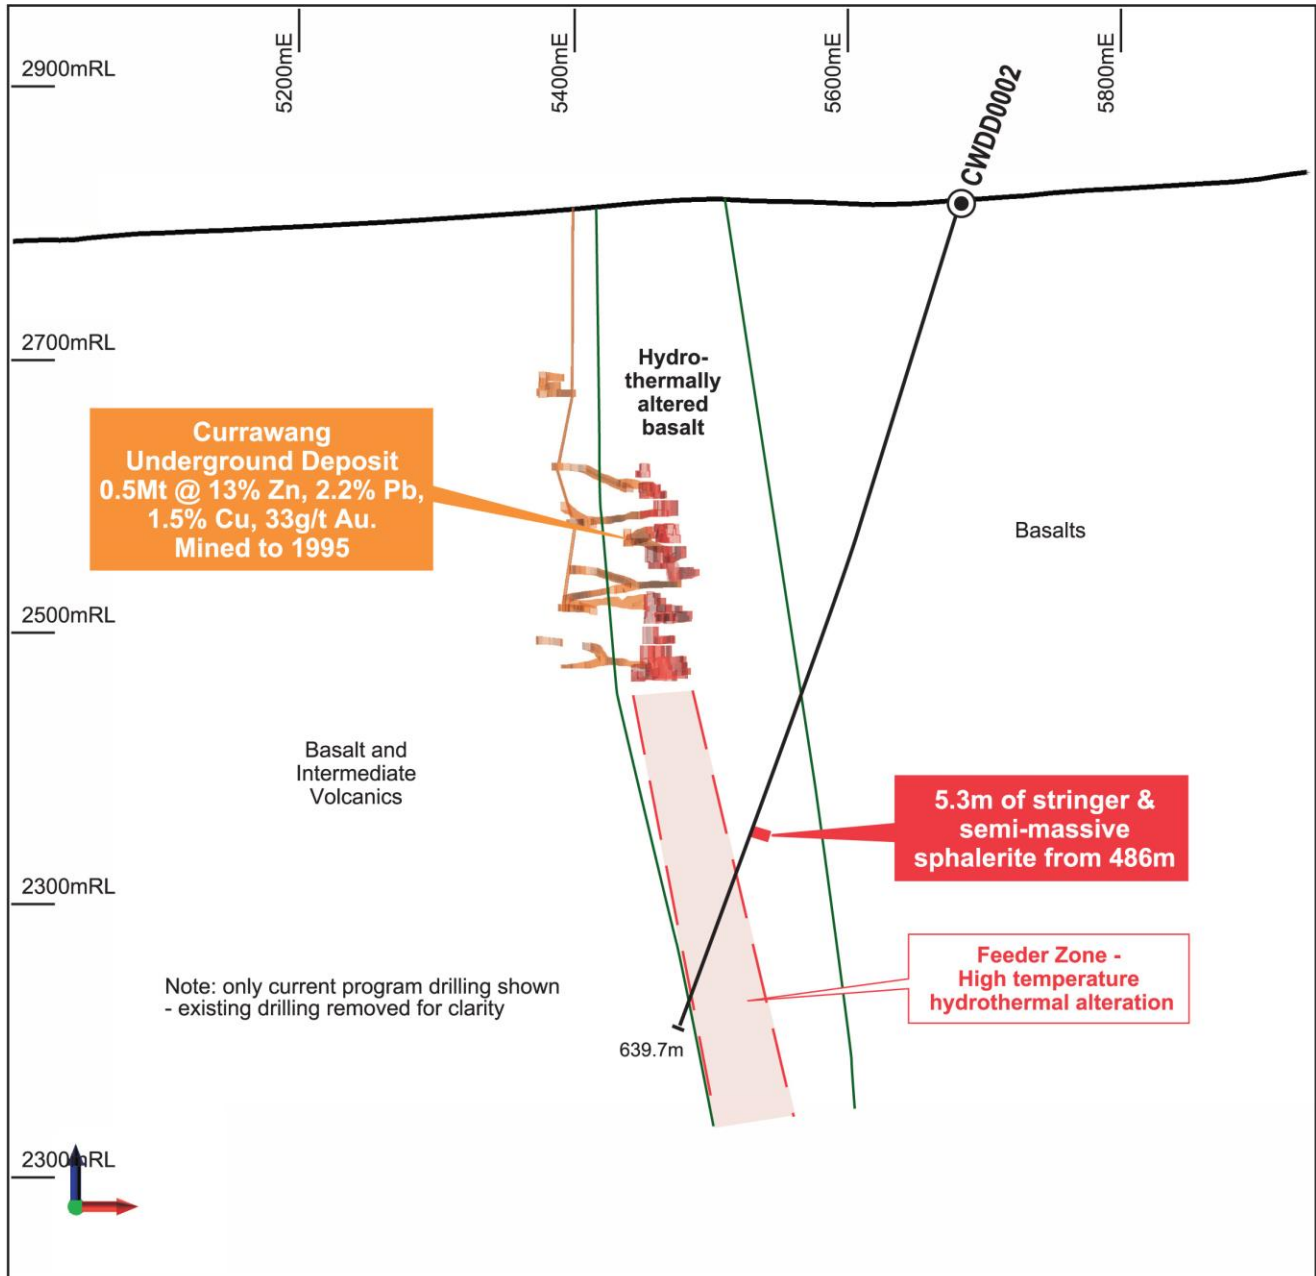 5200mE
5400mE
5600mE
5800mE
2900mRL
CWDD0002
2700mRL
Hydro-
thermally
altered
basalt
Currawang
Underground Deposit
0.5Mt @ 13% Zn, 2.2% Pb,
1.5% Cu, 33g/t Au.
Mined to 1995
Basalts
2500mRL
Basalt and
Intermediate
Volcanics
5.3m of stringer &
semi-massive
sphalerite from 486m
2300mRL
Feeder Zone -
High temperature
hydrothermal alteration
Note: only current program drilling shown
- existing drilling removed for clarity
639.7m
2300mRL